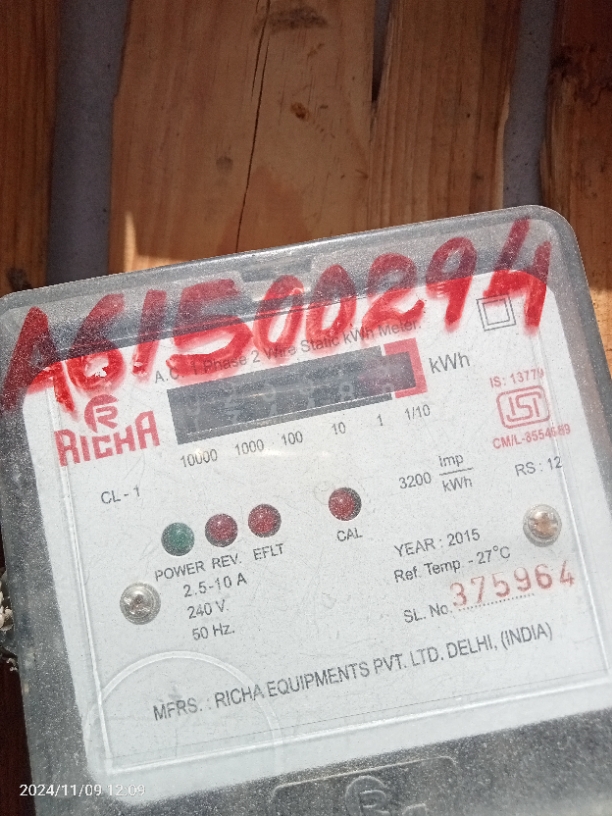 A61500294
A.C. 1 Phase 2 Wire Static kWh Meter.
kWh
RICHA
10000 1000 100 10 1 1/10
IS: 13779
ISI
CM/L-8554689
CL-1
3200 imp/kWh
RS: 12
POWER REV. EFLT
CAL
2.5-10 A
240 V.
50 Hz.
YEAR: 2015
Ref. Temp. - 27°C
SL. No. 375964
MFRS. : RICHA EQUIPMENTS PVT. LTD. DELHI, (INDIA)
2024/11/09 12:09